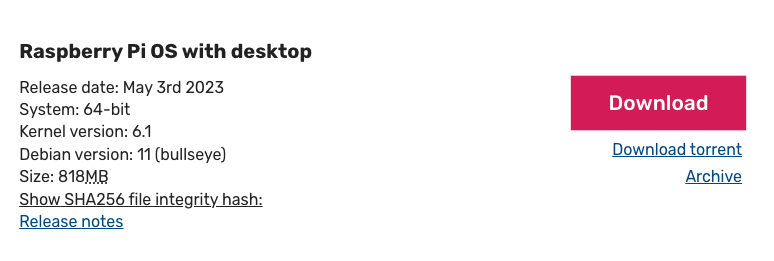 Raspberry Pi OS with desktop
Release date: May 3rd 2023
System: 64-bit
Kernel version: 6.1
Debian version: 11 (bullseye)
Size: 818MB
Show SHA256 file integrity hash:
Release notes
Download
Download torrent
Archive